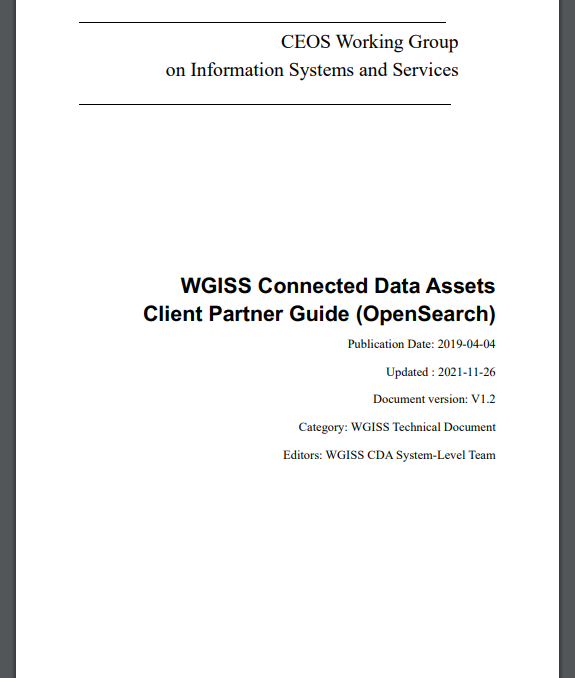 CEOS Working Group
on Information Systems and Services
WGISS Connected Data Assets
Client Partner Guide (OpenSearch)
Publication Date: 2019-04-04
Updated : 2021-11-26
Document version: V1.2
Category: WGISS Technical Document
Editors: WGISS CDA System-Level Team